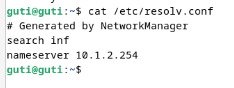 guti@guti:~$ cat /etc/resolv.conf
# Generated by NetworkManager
search inf
nameserver 10.1.2.254
guti@guti:~$